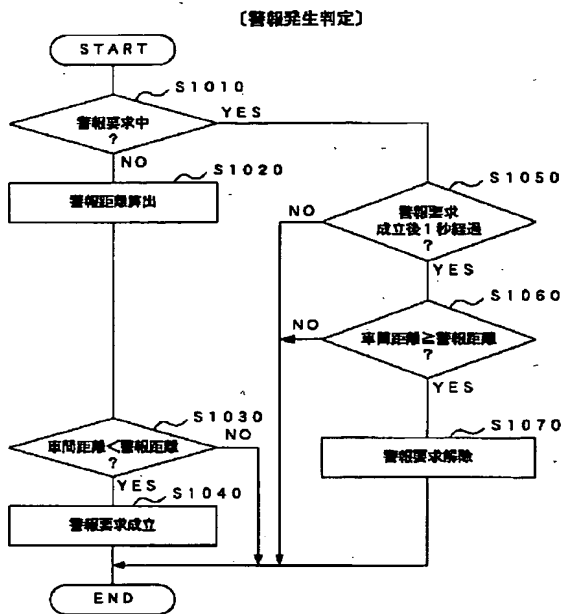 〔警報発生判定〕
START
S1010
警報要求中
?
YES
NO
S1020
警報距離算出
S1050
警報要求
成立後1秒経過
?
NO
YES
S1060
車間距離≧警報距離
?
NO
YES
S1030
車間距離<警報距離
?
NO
YES
S1070
警報要求解除
S1040
警報要求成立
END